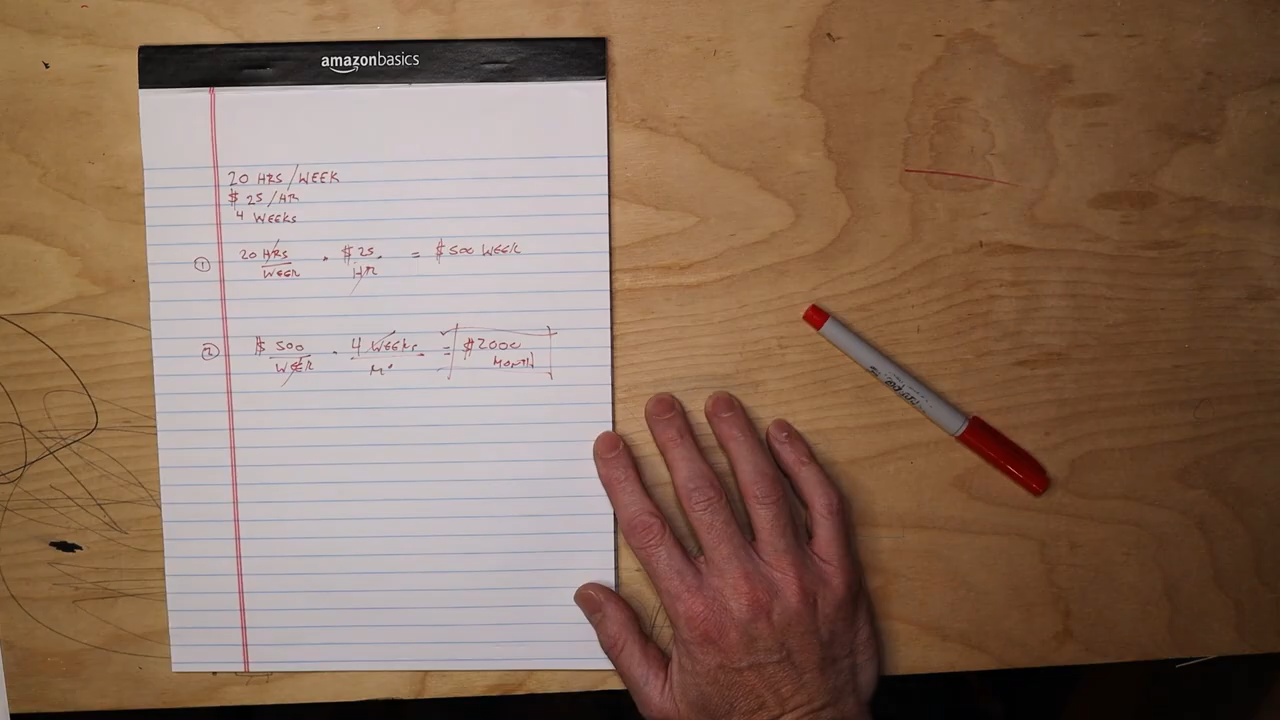 amazonbasics
20 HRS/WEEK
$ 25/HR
4 WEEKS
① 20 HRS/WEEK · $25./HR = $500 WEEK
② $500/WEEK · 4 WEEKS/MO = $2000 MONTH